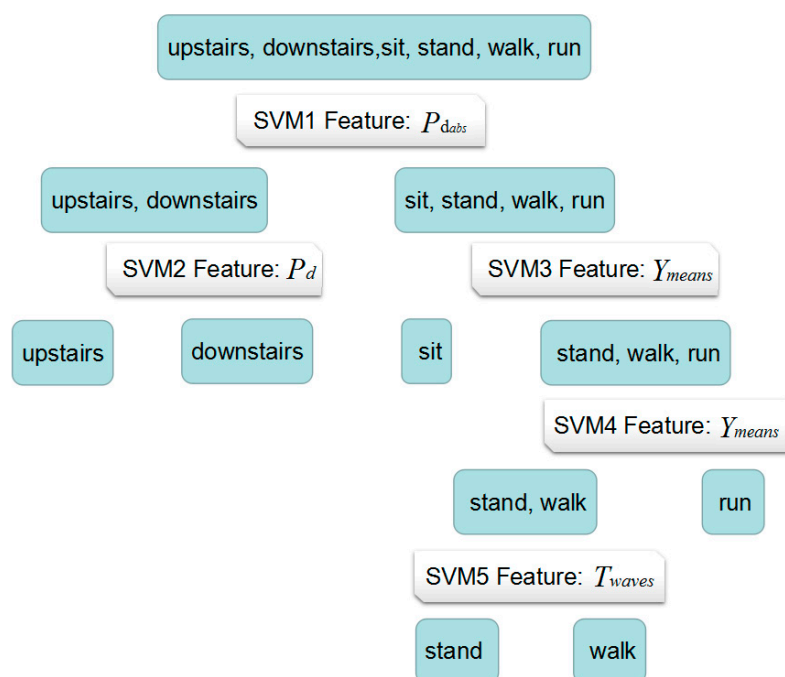 upstairs, downstairs,sit, stand, walk, run
SVM1 Feature: Pdabs
upstairs, downstairs
sit, stand, walk, run
SVM2 Feature: Pd
SVM3 Feature: Ymeans
upstairs
downstairs
sit
stand, walk, run
SVM4 Feature: Ymeans
stand, walk
run
SVM5 Feature: Twaves
stand
walk